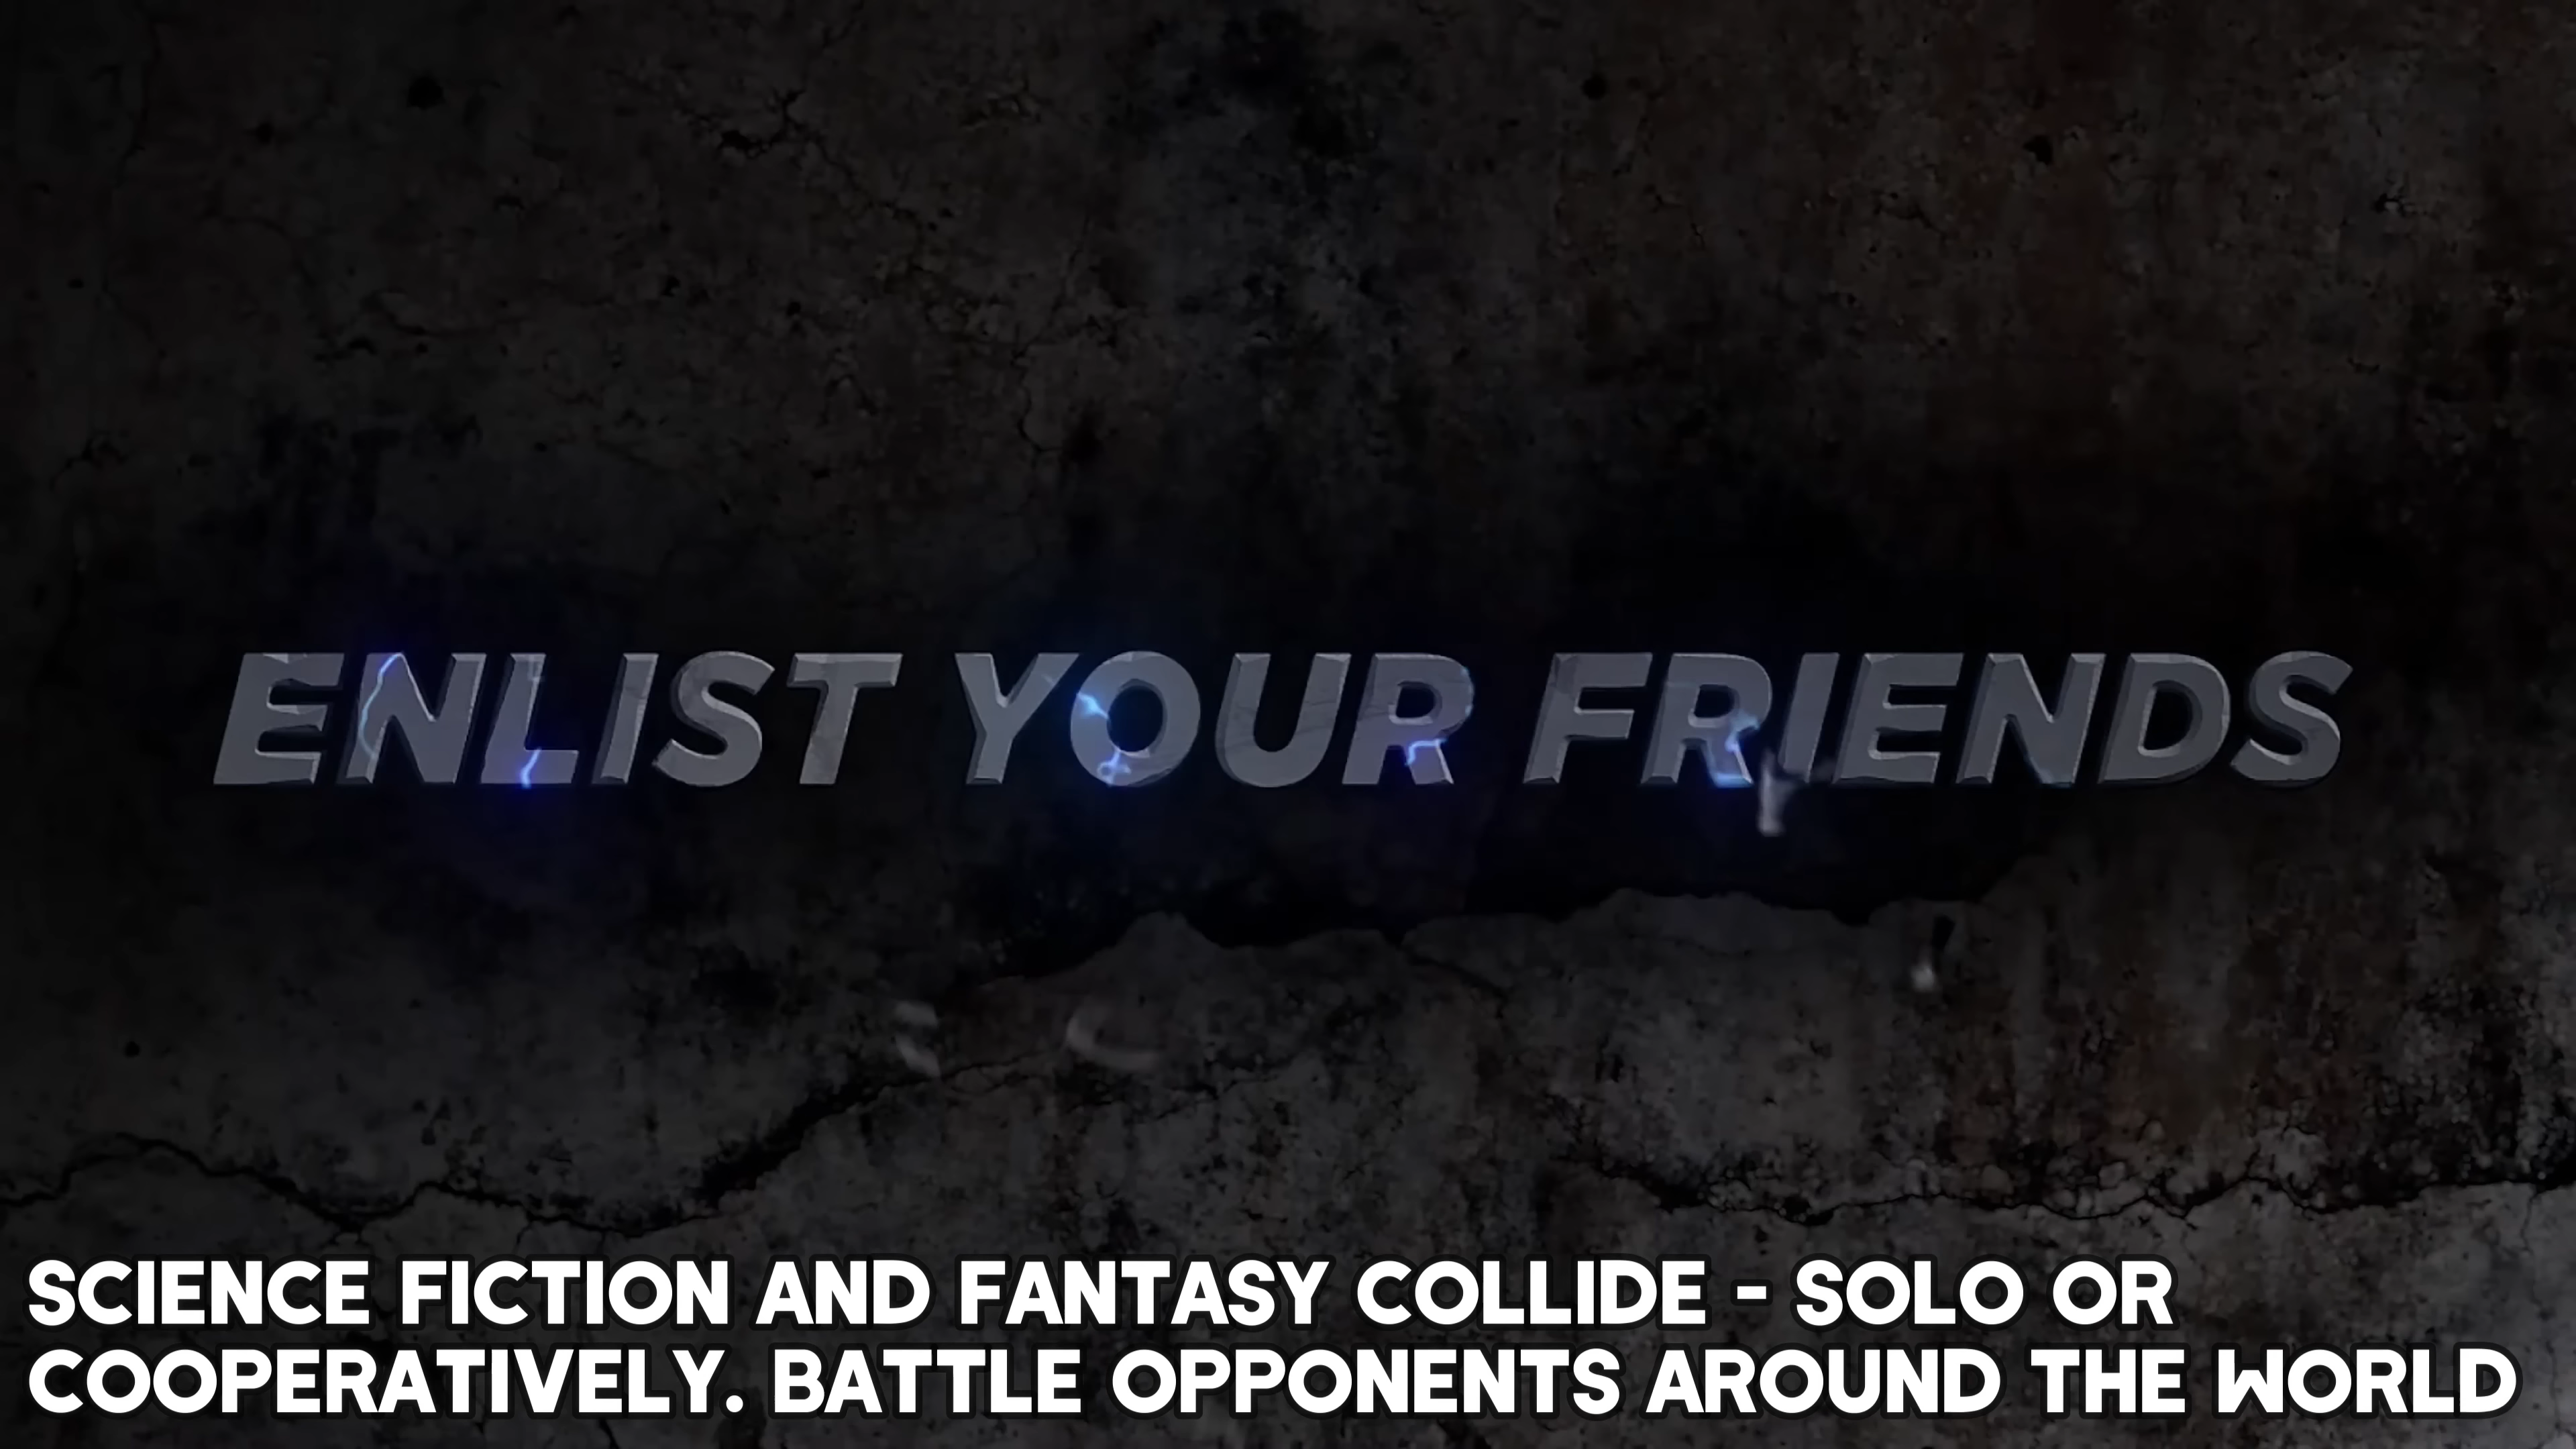 ENLIST YOUR FRIENDS
SCIENCE FICTION AND FANTASY COLLIDE - SOLO OR
COOPERATIVELY. BATTLE OPPONENTS AROUND THE WORLD